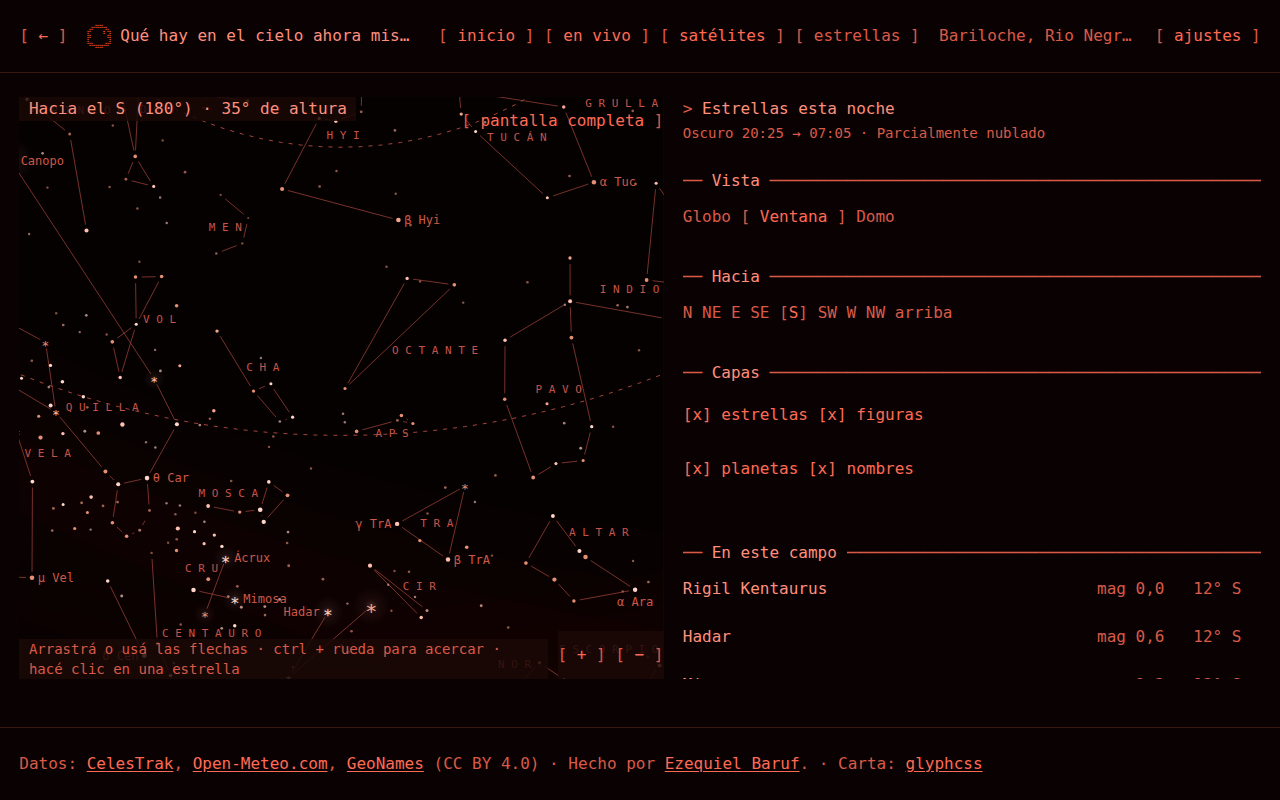 [ ← ] Qué hay en el cielo ahora mis… [ inicio ] [ en vivo ] [ satélites ] [ estrellas ] Bariloche, Rio Negr… [ ajustes ]
Hacia el S (180°) · 35° de altura
[ pantalla completa ]
GRULLA
HYI
TUCÁN
Canopo
α Tuc
β Hyi
MEN
INDIO
VOL
OCTANTE
CHA
PAVO
QUILLA
APS
VELA
θ Car
MOSCA
γ TrA
TRA
ALTAR
β TrA
Acrux
CRU
μ Vel
CIR
Mimosa
Hadar
α Ara
CENTAURO
NOR
Arrastrá o usá las flechas · ctrl + rueda para acercar ·
hacé clic en una estrella
[ + ] [ − ]
> Estrellas esta noche
Oscuro 20:25 → 07:05 · Parcialmente nublado
Vista
Globo [ Ventana ] Domo
Hacia
N NE E SE [S] SW W NW arriba
Capas
[x] estrellas [x] figuras
[x] planetas [x] nombres
En este campo
Rigil Kentaurus mag 0,0 12° S
Hadar mag 0,6 12° S
Datos: CelesTrak, Open-Meteo.com, GeoNames (CC BY 4.0) · Hecho por Ezequiel Baruf. · Carta: glyphcss